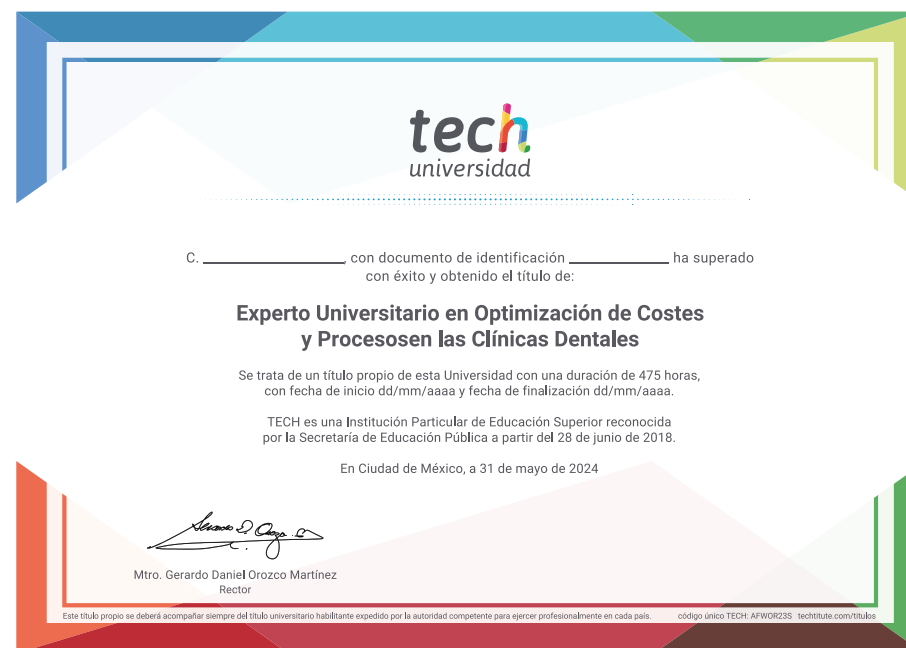 tech
universidad
C. ____________, con documento de identificación ____________ ha superado
con éxito y obtenido el título de:
Experto Universitario en Optimización de Costes
y Procesosen las Clínicas Dentales
Se trata de un título propio de esta Universidad con una duración de 475 horas,
con fecha de inicio dd/mm/aaaa y fecha de finalización dd/mm/aaaa.
TECH es una Institución Particular de Educación Superior reconocida
por la Secretaría de Educación Pública a partir del 28 de junio de 2018.
En Ciudad de México, a 31 de mayo de 2024
Mtro. Gerardo Daniel Orozco Martínez
Rector
Este título propio se deberá acompañar siempre del título universitario habilitante expedido por la autoridad competente para ejercer profesionalmente en cada país. código único TECH: AFWOR23S techtitute.com/titulos